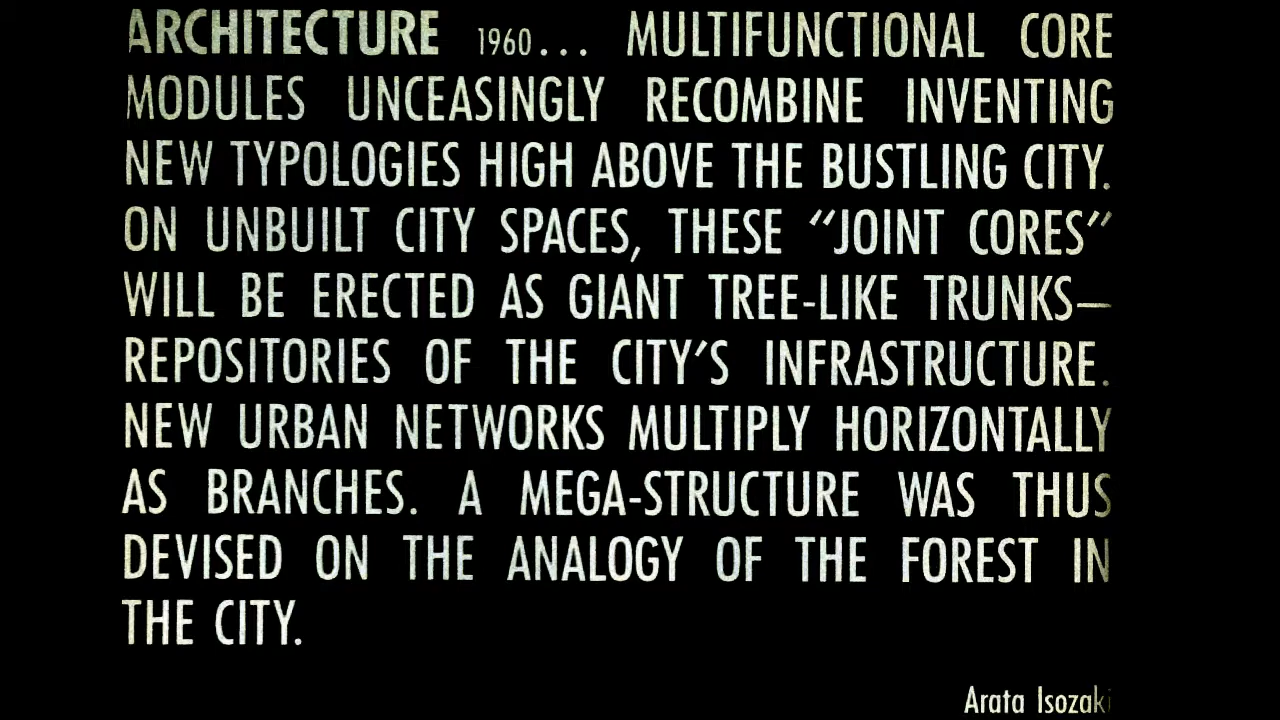 ARCHITECTURE 1960... MULTIFUNCTIONAL CORE
MODULES UNCEASINGLY RECOMBINE INVENTING
NEW TYPOLOGIES HIGH ABOVE THE BUSTLING CITY.
ON UNBUILT CITY SPACES, THESE “JOINT CORES”
WILL BE ERECTED AS GIANT TREE-LIKE TRUNKS—
REPOSITORIES OF THE CITY’S INFRASTRUCTURE.
NEW URBAN NETWORKS MULTIPLY HORIZONTALLY
AS BRANCHES. A MEGA-STRUCTURE WAS THUS
DEVISED ON THE ANALOGY OF THE FOREST IN
THE CITY.
Arata Isozaki